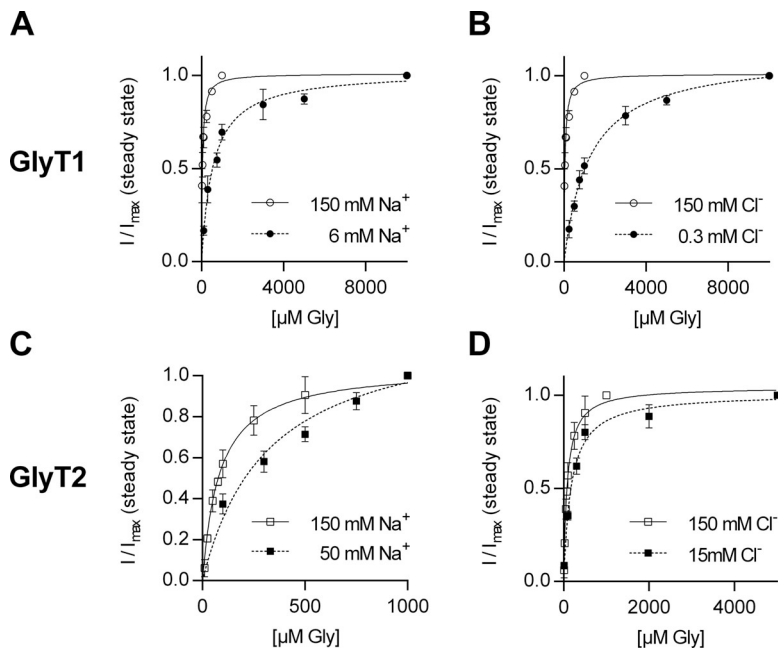 A
B
GlyT1
I / Imax (steady state)
1.0
0.5
0.0
0
4000
8000
[µM Gly]
150 mM Na⁺
6 mM Na⁺
I / Imax (steady state)
1.0
0.5
0.0
0
4000
8000
[µM Gly]
150 mM Cl⁻
0.3 mM Cl⁻
C
D
GlyT2
I / Imax (steady state)
1.0
0.8
0.6
0.4
0.2
0.0
0
500
1000
[µM Gly]
150 mM Na⁺
50 mM Na⁺
I / Imax (steady state)
1.0
0.5
0.0
0
2000
4000
[µM Gly]
150 mM Cl⁻
15mM Cl⁻